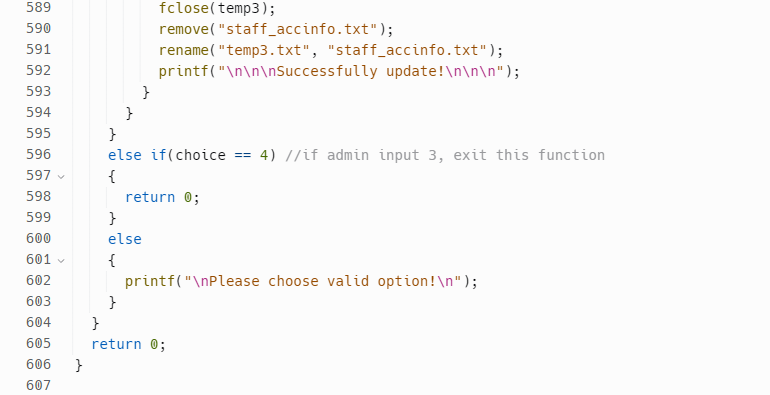 589 fclose(temp3);
590 remove("staff_accinfo.txt");
591 rename("temp3.txt", "staff_accinfo.txt");
592 printf("\n\n\nSuccessfully update!\n\n\n");
593 }
594 }
595 }
596 else if(choice == 4) //if admin input 3, exit this function
597 {
598 return 0;
599 }
600 else
601 {
602 printf("\nPlease choose valid option!\n");
603 }
604 }
605 return 0;
606 }
607